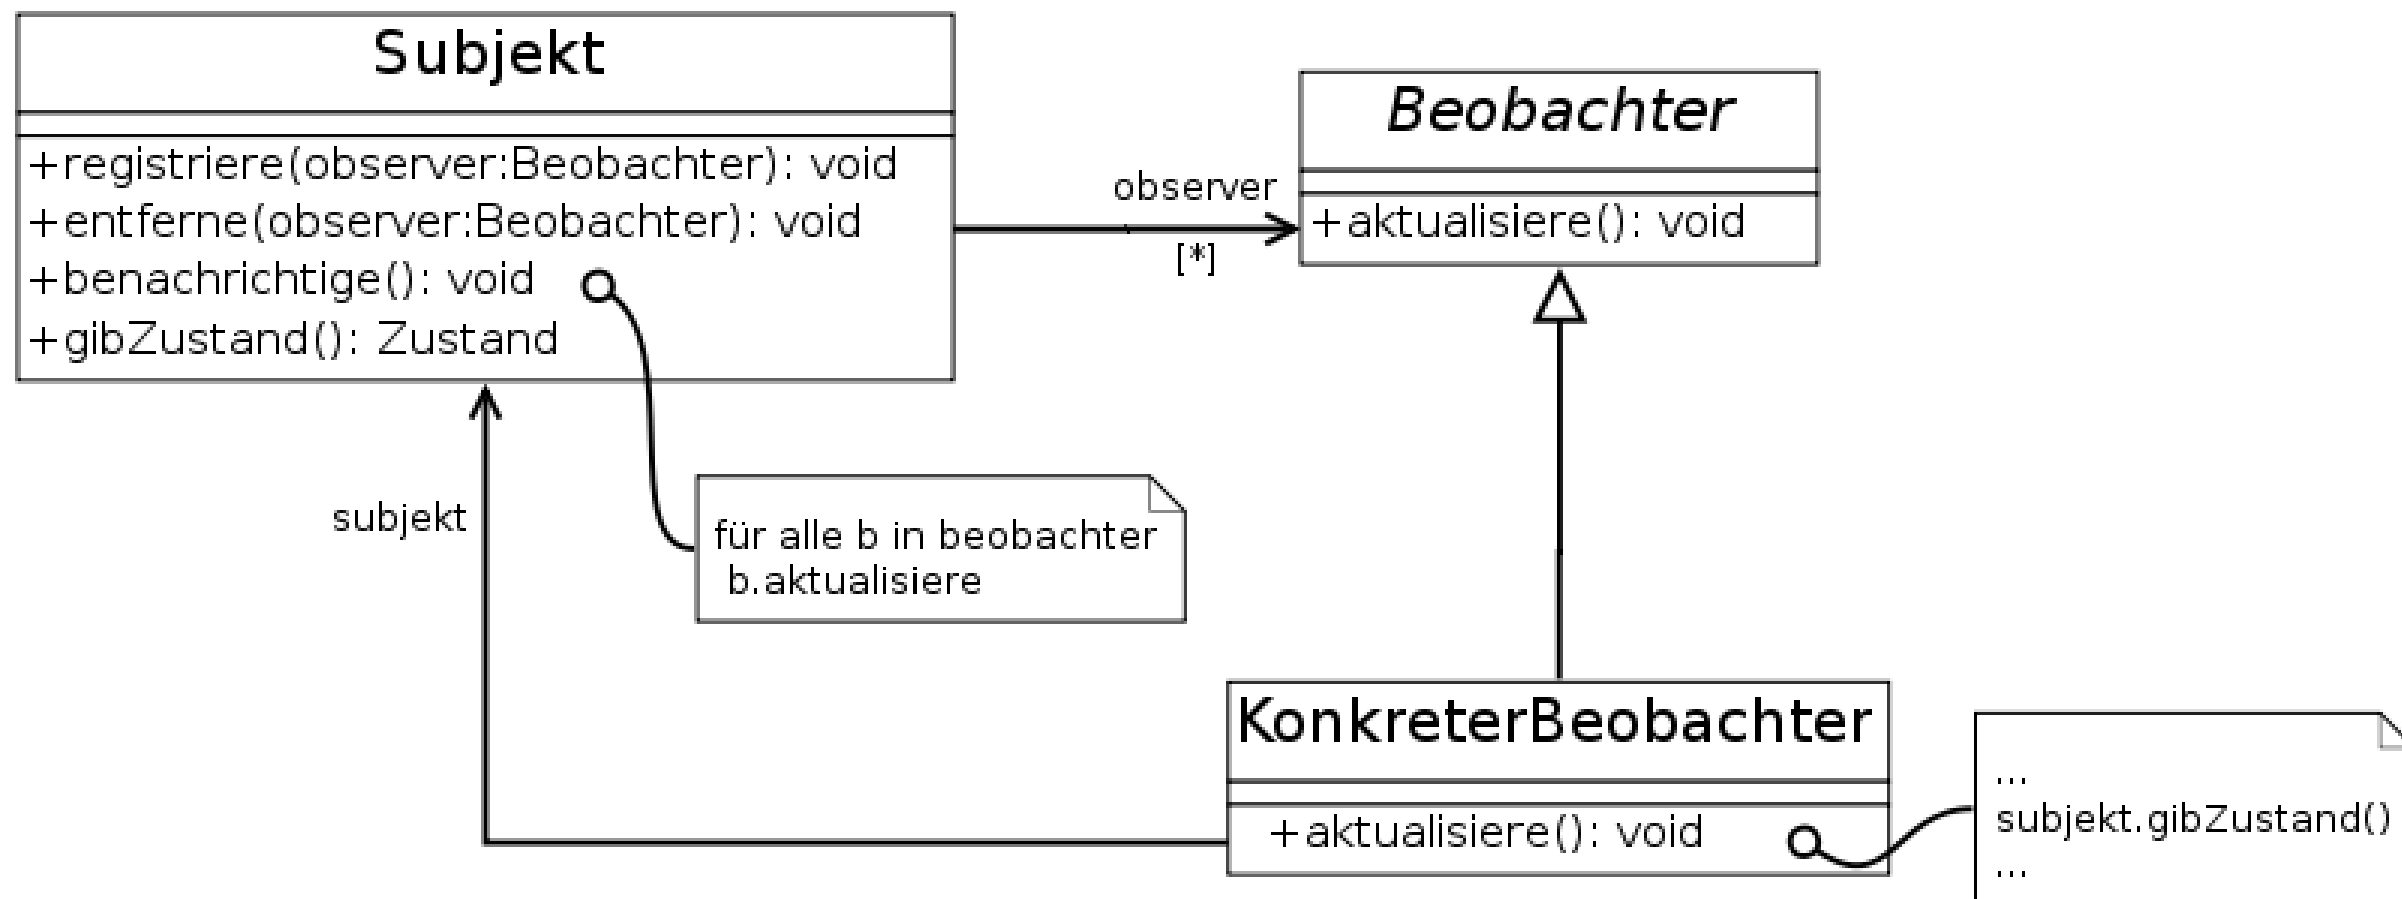 Subjekt
+registriere(observer:Beobachter): void
+entferne(observer:Beobachter): void
+benachrichtige(): void
+gibZustand(): Zustand
observer
[*]
Beobachter
+aktualisiere(): void
subjekt
für alle b in beobachter
b.aktualisiere
KonkreterBeobachter
+aktualisiere(): void
...
subjekt.gibZustand()
...